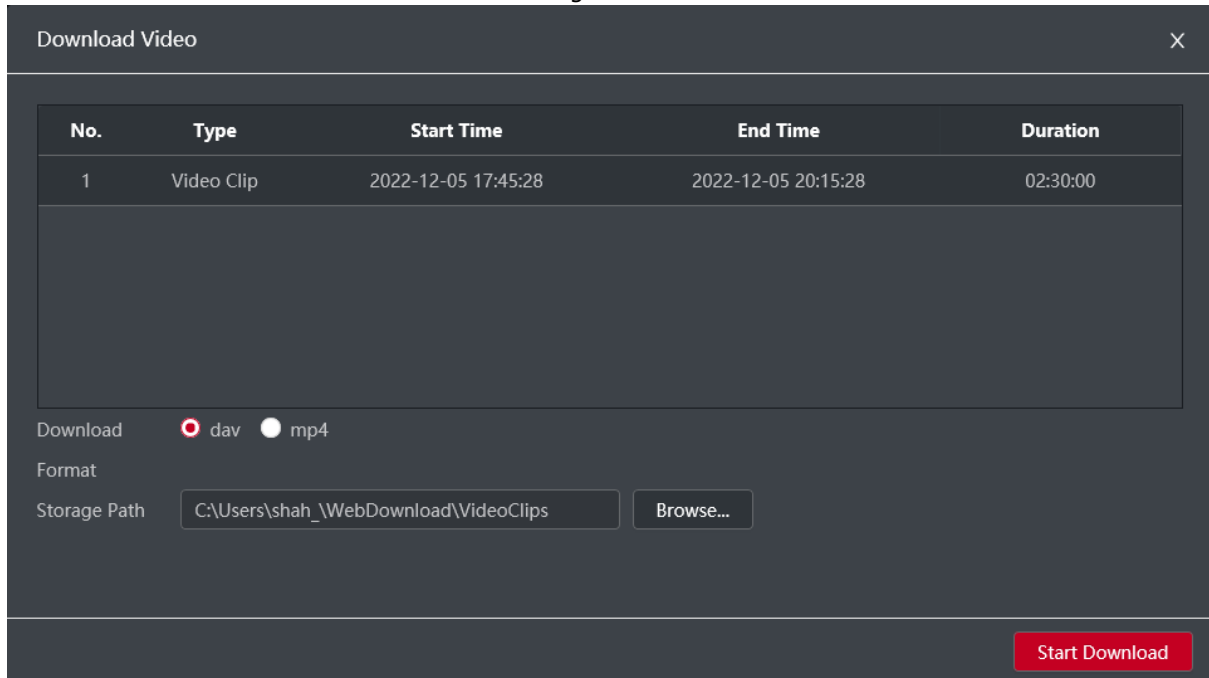 Download Video X
No. Type Start Time End Time Duration
1 Video Clip 2022-12-05 17:45:28 2022-12-05 20:15:28 02:30:00
Download dav mp4
Format
Storage Path C:\Users\shah_\WebDownload\VideoClips Browse...
Start Download